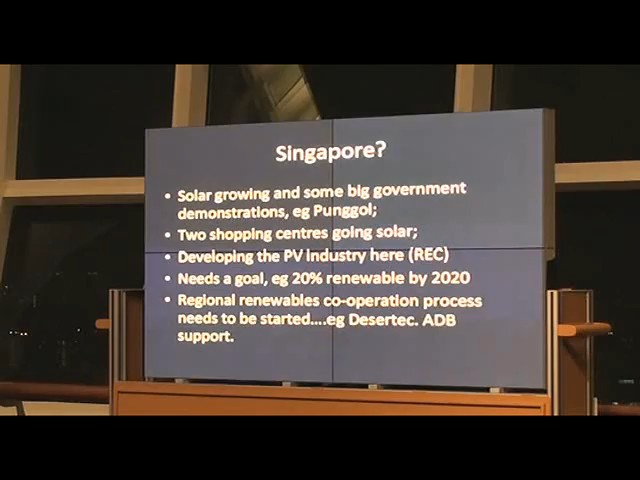 Singapore?
• Solar growing and some big government
demonstrations, eg Punggol;
• Two shopping centres going solar;
• Developing the PV industry here (REC)
• Needs a goal, eg 20% renewable by 2020
• Regional renewables co-operation process
needs to be started....eg Desertec. ADB
support.